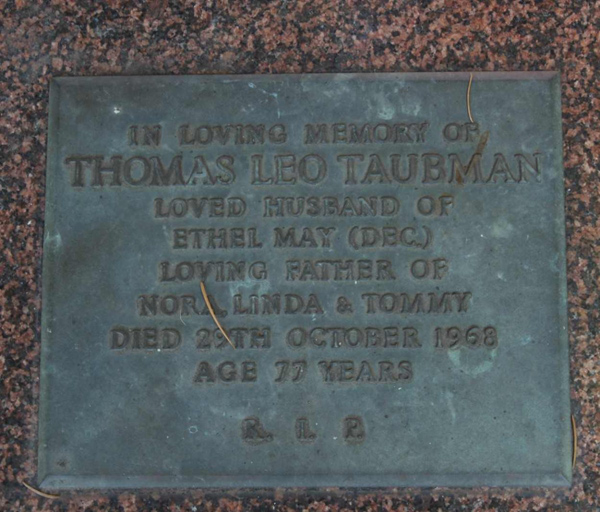 IN LOVING MEMORY OF
THOMAS LEO TAUBMAN
LOVED HUSBAND OF
ETHEL MAY (DEC.)
LOVING FATHER OF
NORA, LINDA & TOMMY
DIED 29TH OCTOBER 1968
AGE 77 YEARS
R. I. P.